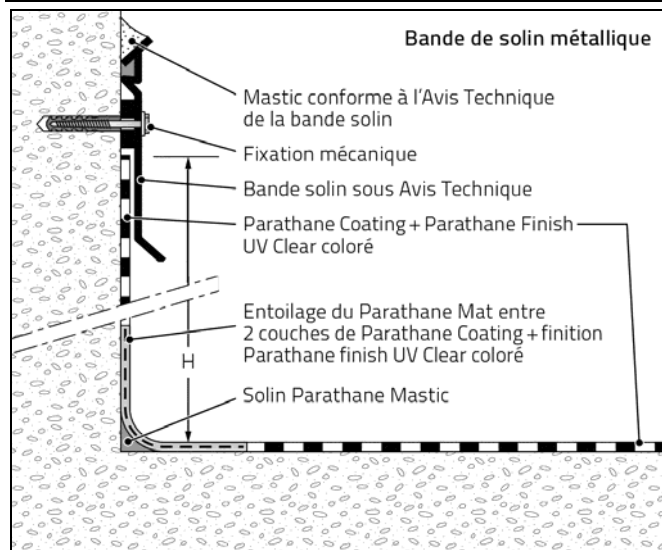 Bande de solin métallique
Mastic conforme à l'Avis Technique
de la bande solin
Fixation mécanique
Bande solin sous Avis Technique
Parathane Coating + Parathane Finish
UV Clear coloré
Entoilage du Parathane Mat entre
2 couches de Parathane Coating + finition
Parathane finish UV Clear coloré
H
Solin Parathane Mastic